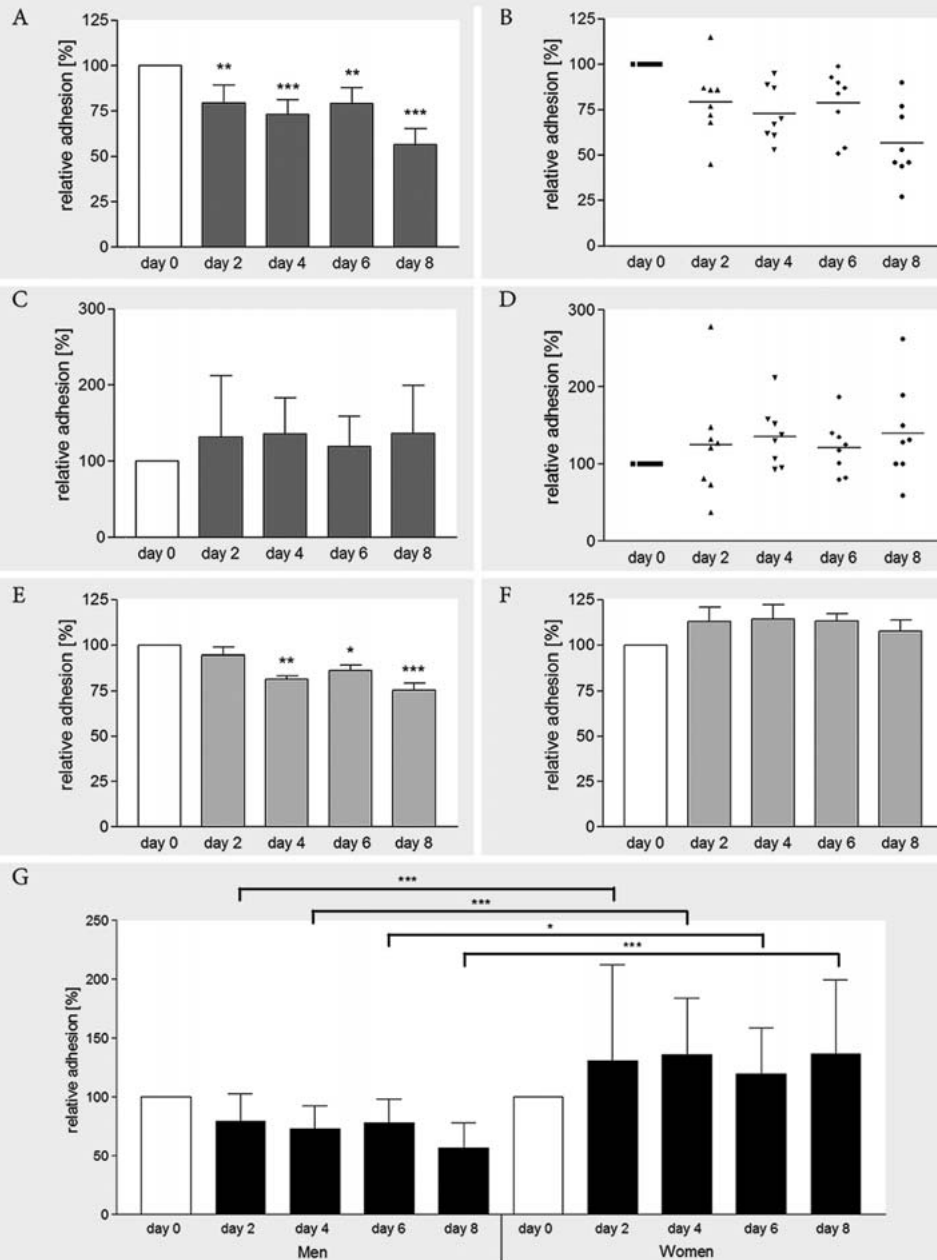 A
relative adhesion [%]
125
100
75
50
25
0
**
***
**
***
day 0 day 2 day 4 day 6 day 8
B
relative adhesion [%]
125
100
75
50
25
0
day 0 day 2 day 4 day 6 day 8
C
relative adhesion [%]
300
200
100
0
day 0 day 2 day 4 day 6 day 8
D
relative adhesion [%]
300
200
100
0
day 0 day 2 day 4 day 6 day 8
E
relative adhesion [%]
125
100
75
50
25
0
**
*
***
day 0 day 2 day 4 day 6 day 8
F
relative adhesion [%]
125
100
75
50
25
0
day 0 day 2 day 4 day 6 day 8
G
***
***
*
***
relative adhesion [%]
250
200
150
100
50
0
day 0 day 2 day 4 day 6 day 8 day 0 day 2 day 4 day 6 day 8
Men Women